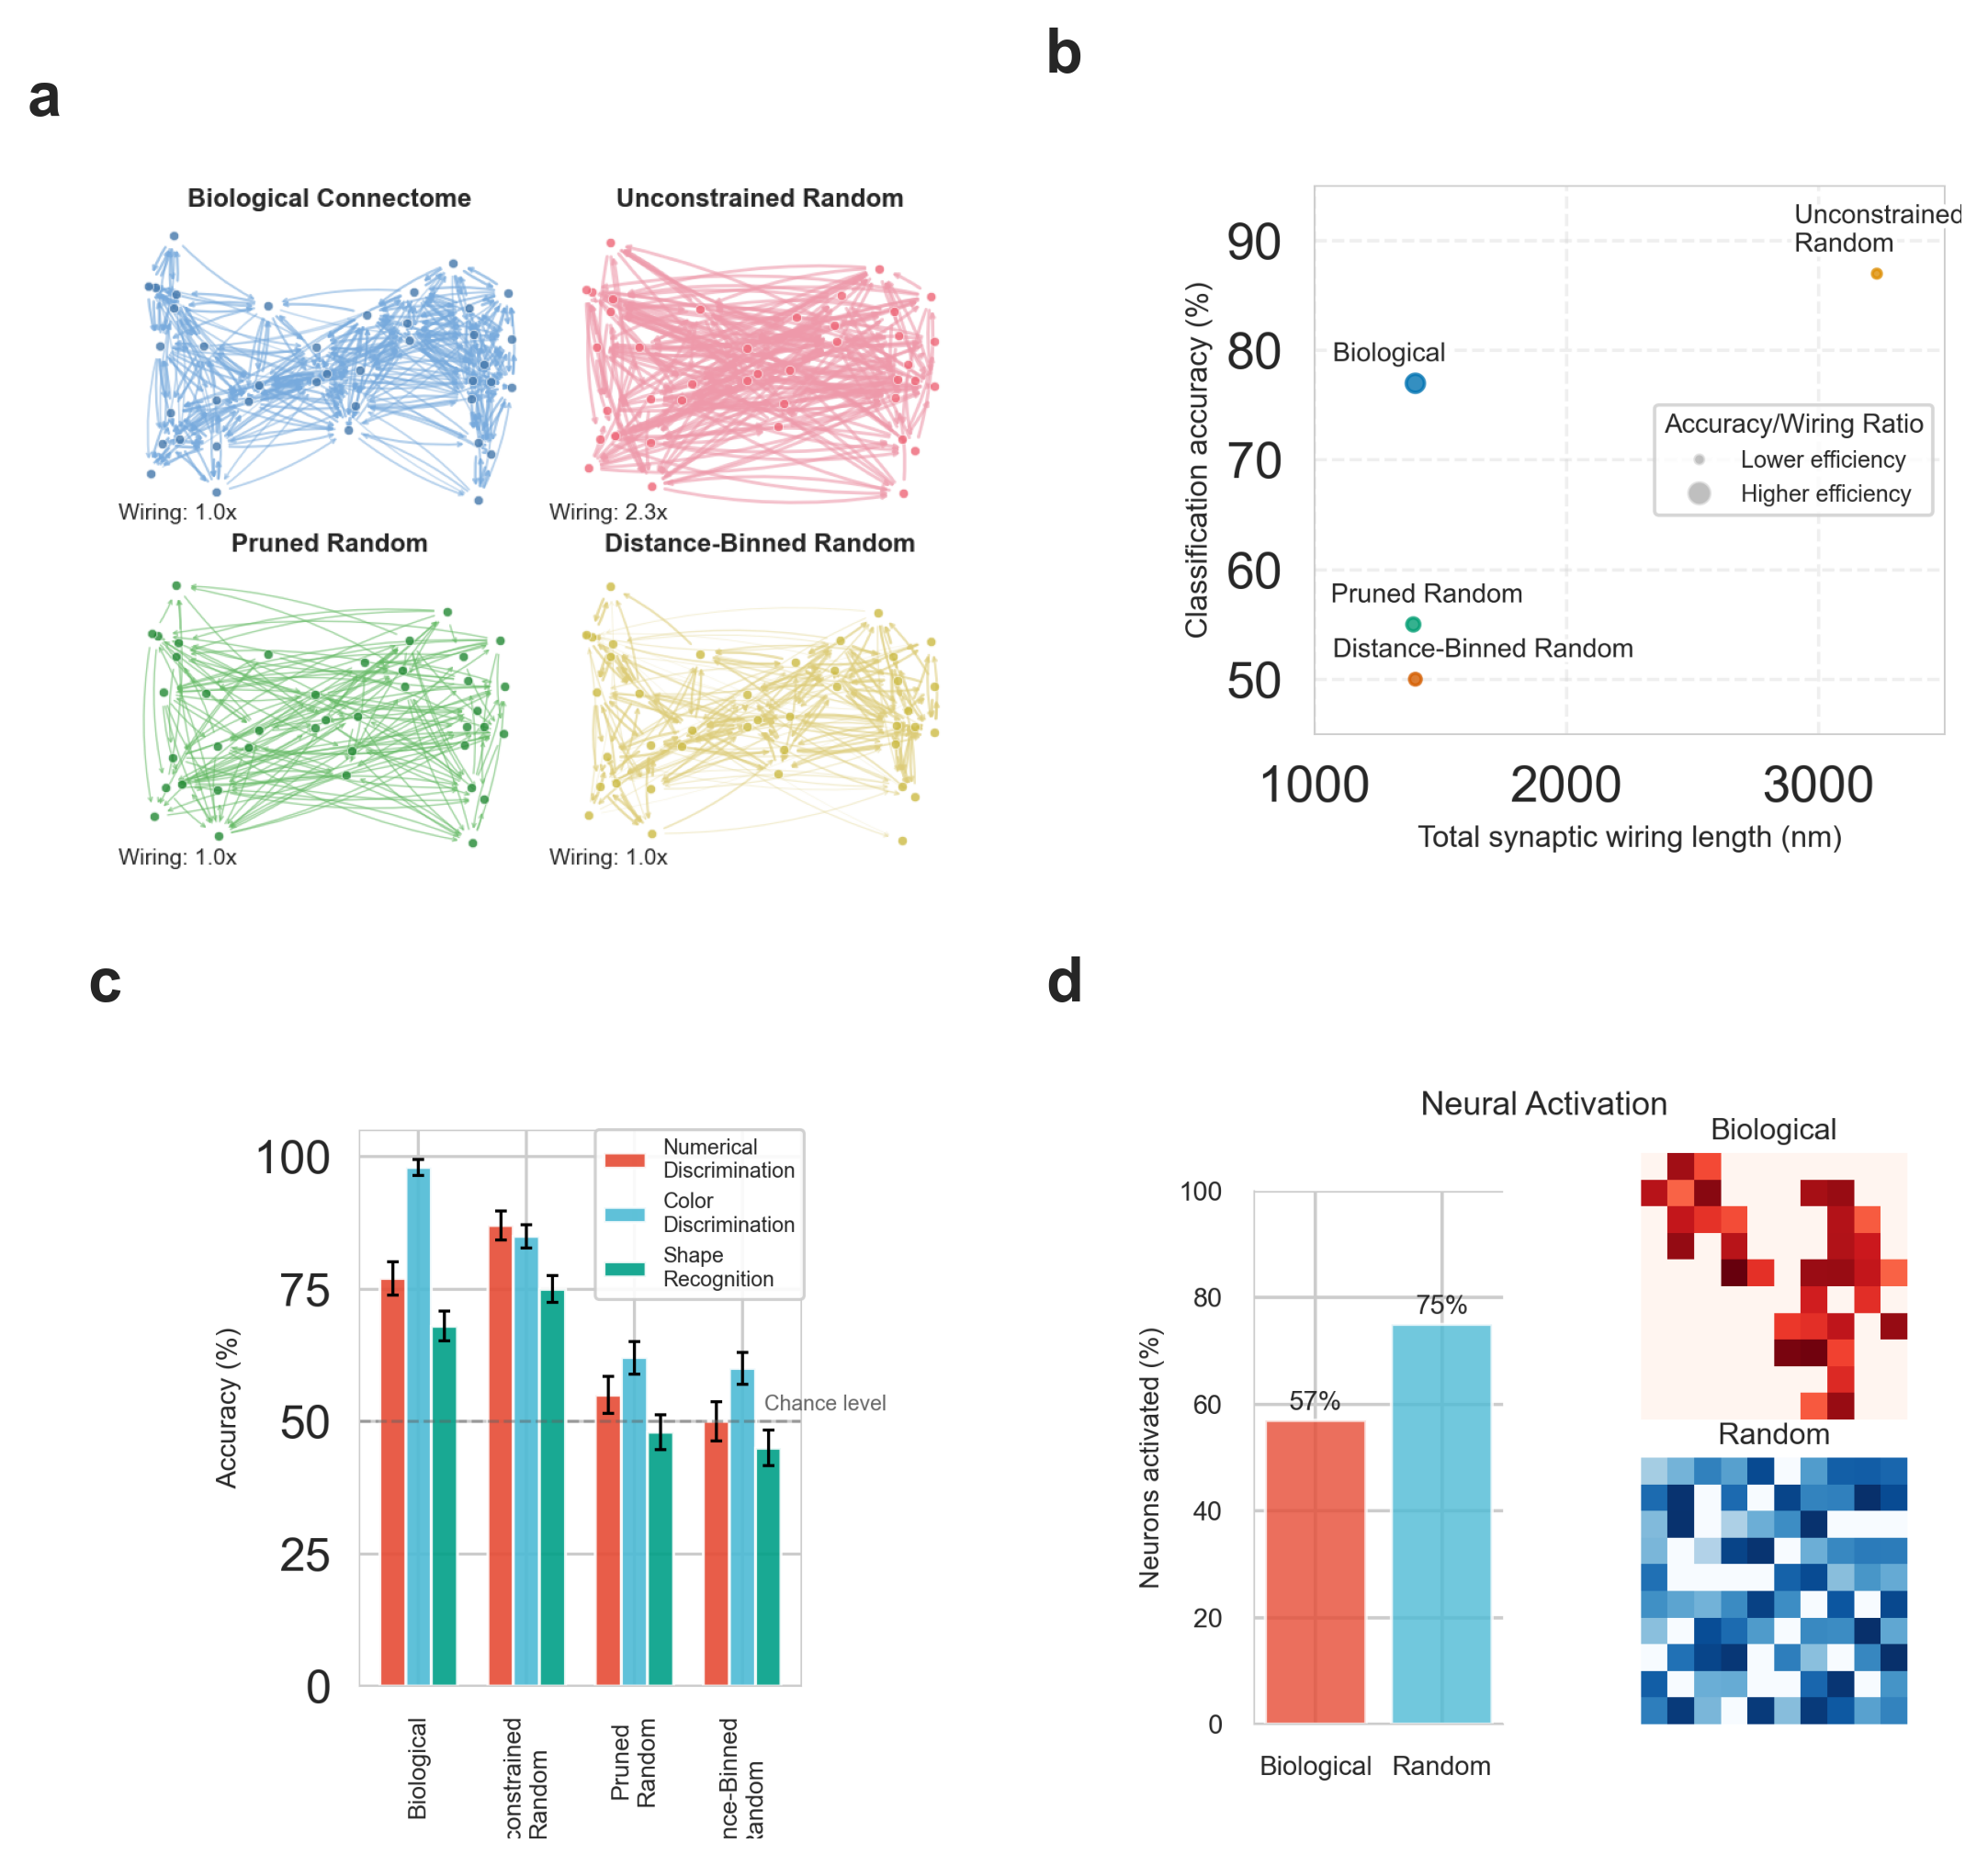 a
Biological Connectome
Unconstrained Random
Wiring: 1.0x
Wiring: 2.3x
Pruned Random
Distance-Binned Random
Wiring: 1.0x
Wiring: 1.0x
b
Classification accuracy (%)
90
80
70
60
50
Unconstrained
Random
Biological
Accuracy/Wiring Ratio
Lower efficiency
Higher efficiency
Pruned Random
Distance-Binned Random
1000
2000
3000
Total synaptic wiring length (nm)
c
Accuracy (%)
100
75
50
25
0
Numerical
Discrimination
Color
Discrimination
Shape
Recognition
Chance level
Biological
constrained
Random
Pruned
Random
nce-Binned
Random
d
Neural Activation
Neurons activated (%)
100
80
60
40
20
0
57%
75%
Biological
Random
Biological
Random